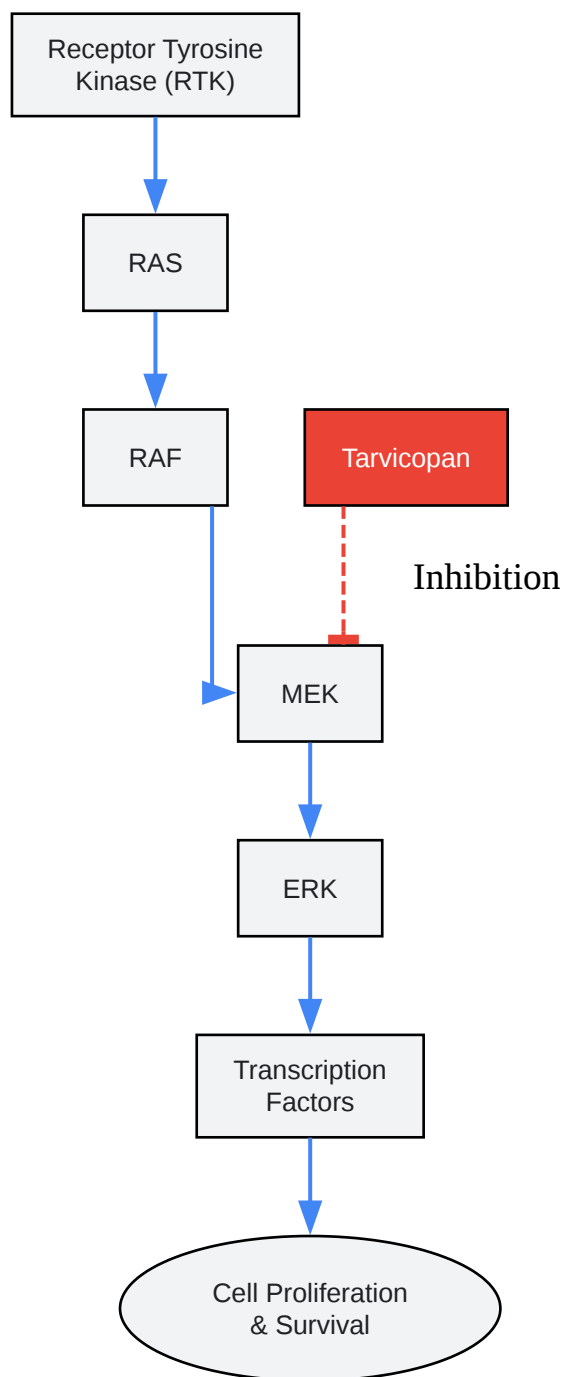 Receptor Tyrosine
Kinase (RTK)
RAS
RAF
Tarvicopan
Inhibition
MEK
ERK
Transcription
Factors
Cell Proliferation
& Survival